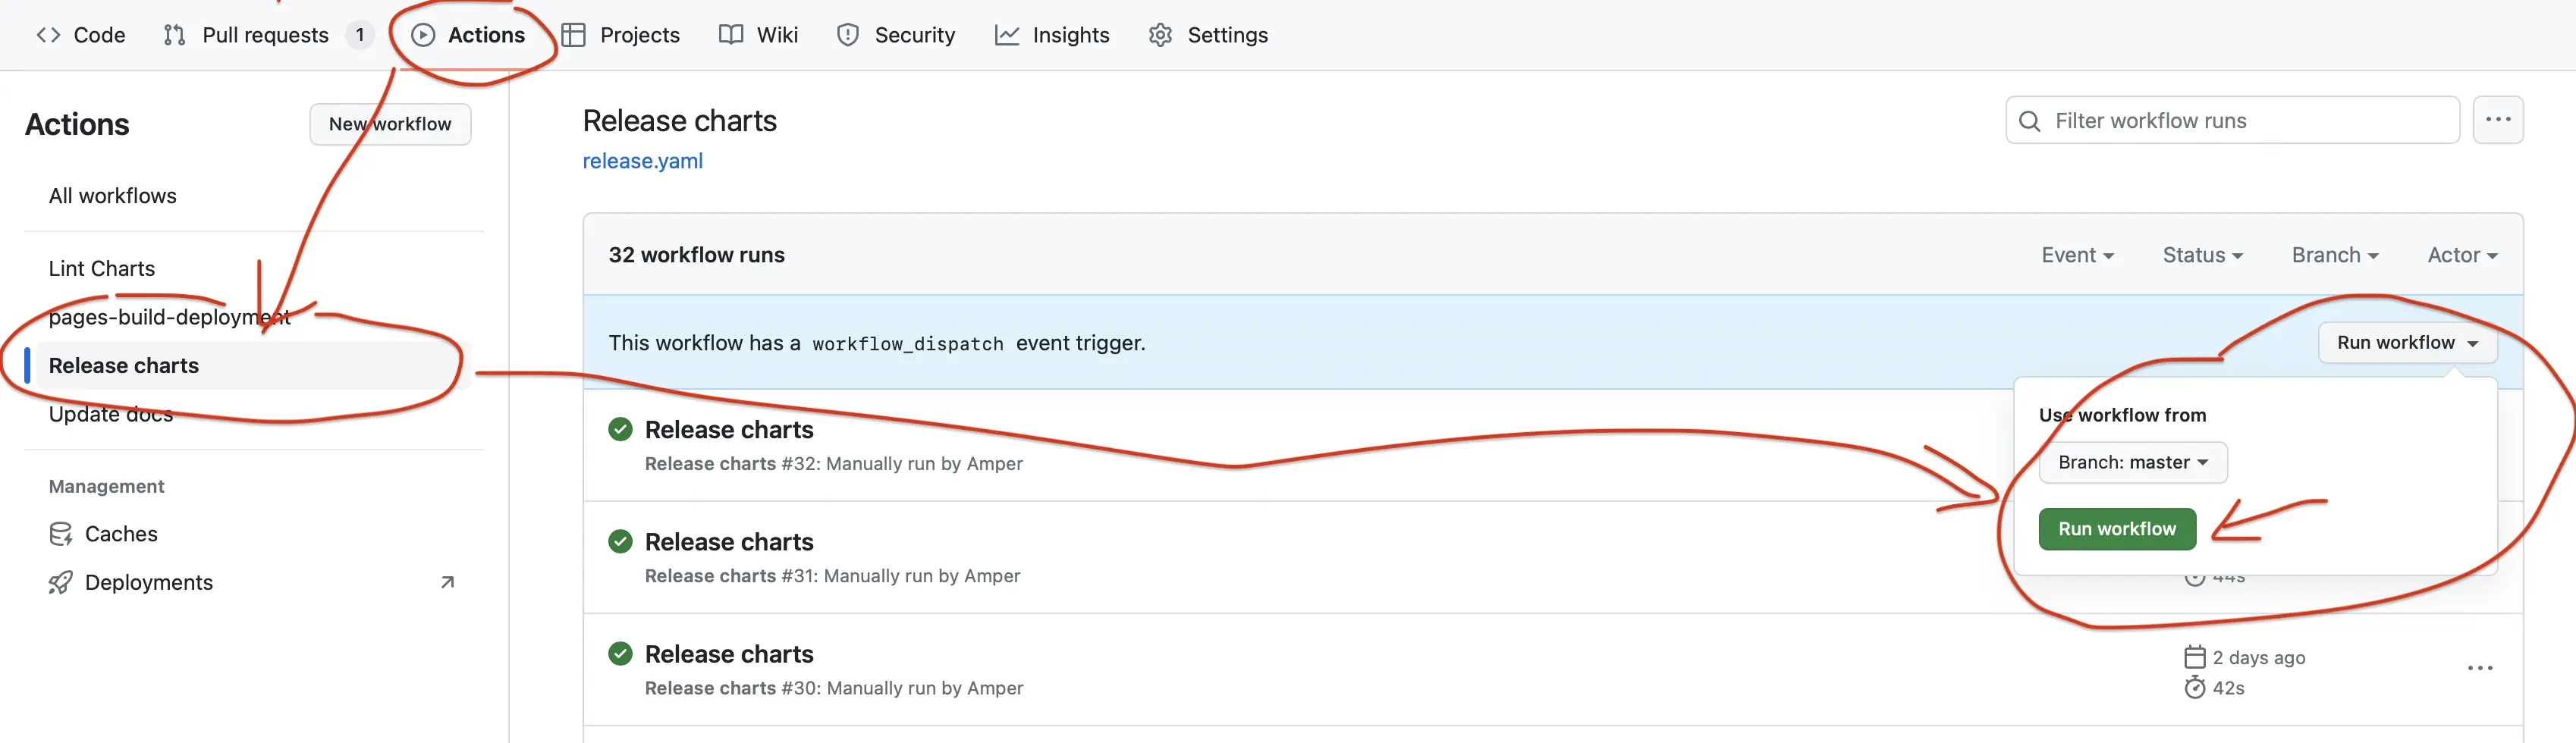 Code Pull requests 1 Actions Projects Wiki Security Insights Settings
Actions New workflow
All workflows
Lint Charts
pages-build-deployment
Release charts
Update docs
Management
Caches
Deployments
Release charts
release.yaml
Filter workflow runs
32 workflow runs Event Status Branch Actor
This workflow has a workflow_dispatch event trigger. Run workflow
Use workflow from
Branch: master
Run workflow
Release charts
Release charts #32: Manually run by Amper
Release charts
Release charts #31: Manually run by Amper
44s
Release charts
Release charts #30: Manually run by Amper
2 days ago
42s